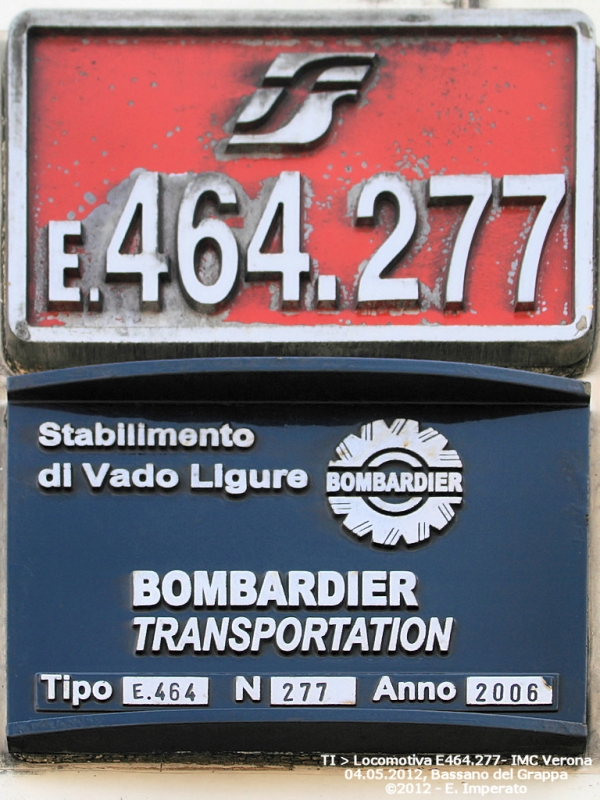 E.464.277
Stabilimento
di Vado Ligure
BOMBARDIER
BOMBARDIER
TRANSPORTATION
Tipo E.464 N 277 Anno 2006
TI > Locomotiva E464.277- IMC Verona
04.05.2012, Bassano del Grappa
©2012 - E. Imperato